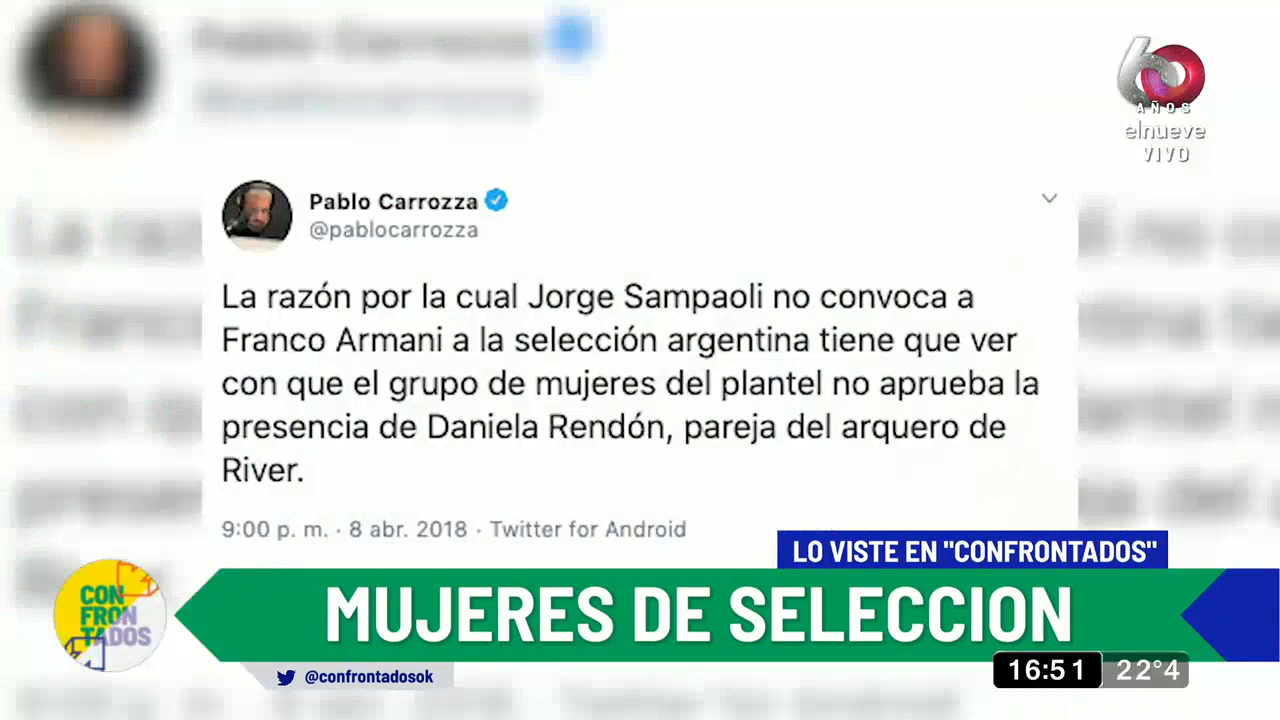 60
AÑOS
elnueve
VIVO
Pablo Carrozza
@pablocarrozza
La razón por la cual Jorge Sampaoli no convoca a
Franco Armani a la selección argentina tiene que ver
con que el grupo de mujeres del plantel no aprueba la
presencia de Daniela Rendón, pareja del arquero de
River.
9:00 p. m. · 8 abr. 2018 · Twitter for Android
LO VISTE EN "CONFRONTADOS"
CON
FRON
TADOS
MUJERES DE SELECCION
@confrontadosok
16:51 22°4